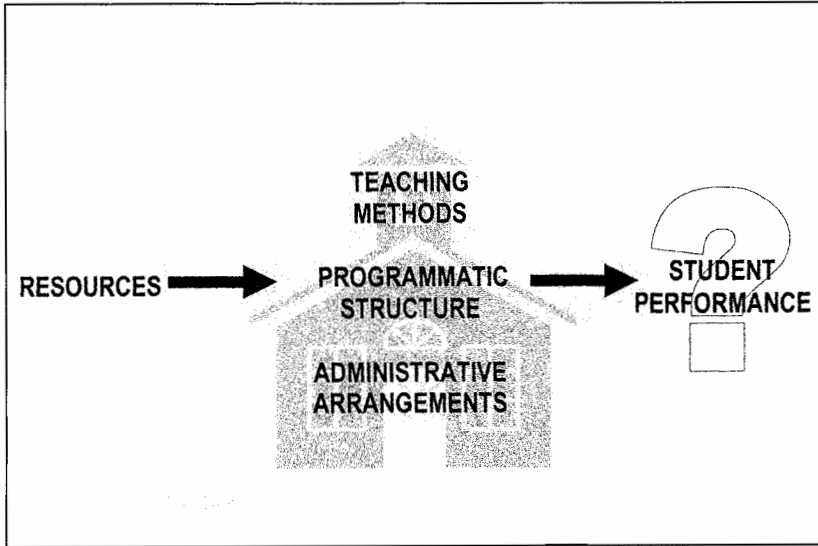 TEACHING
METHODS
RESOURCES
PROGRAMMATIC
STRUCTURE
STUDENT
PERFORMANCE
ADMINISTRATIVE
ARRANGEMENTS
?